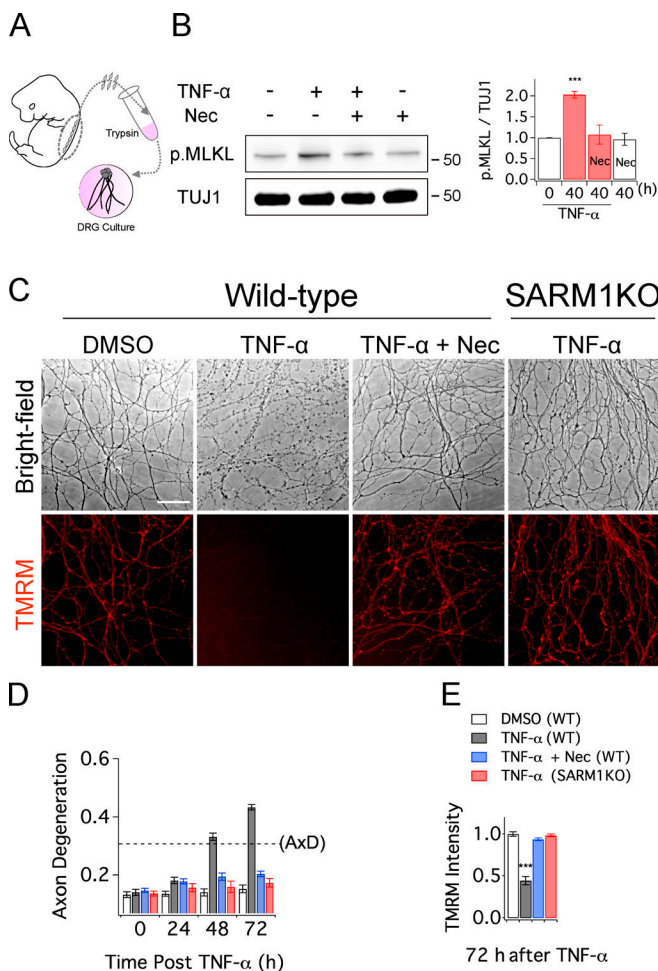 A
Trypsin
DRG Culture
B
TNF-α - + + -
Nec - - + +
p.MLKL
- 50
TUJ1
- 50
p.MLKL / TUJ1
2.0
1.5
1.0
0.5
0.0
***
Nec
Nec
0 40 40 40 (h)
TNF-α
C
Wild-type
SARM1KO
DMSO
TNF-α
TNF-α + Nec
TNF-α
Bright-field
TMRM
D
Axon Degeneration
0.6
0.4
0.2
(AxD)
0 24 48 72
Time Post TNF-α (h)
E
DMSO (WT)
TNF-α (WT)
TNF-α + Nec (WT)
TNF-α (SARM1KO)
TMRM Intensity
1.0
0.5
0.0
***
72 h after TNF-α